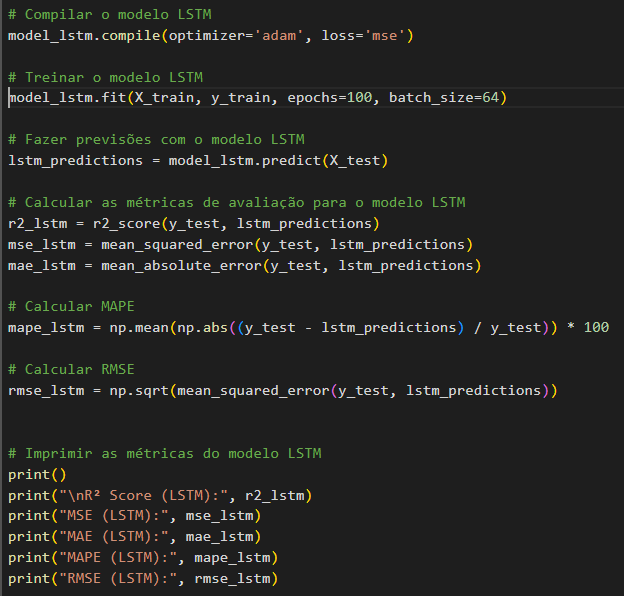 # Compilar o modelo LSTM
model_lstm.compile(optimizer='adam', loss='mse')
# Treinar o modelo LSTM
model_lstm.fit(X_train, y_train, epochs=100, batch_size=64)
# Fazer previsões com o modelo LSTM
lstm_predictions = model_lstm.predict(X_test)
# Calcular as métricas de avaliação para o modelo LSTM
r2_lstm = r2_score(y_test, lstm_predictions)
mse_lstm = mean_squared_error(y_test, lstm_predictions)
mae_lstm = mean_absolute_error(y_test, lstm_predictions)
# Calcular MAPE
mape_lstm = np.mean(np.abs((y_test - lstm_predictions) / y_test)) * 100
# Calcular RMSE
rmse_lstm = np.sqrt(mean_squared_error(y_test, lstm_predictions))
# Imprimir as métricas do modelo LSTM
print()
print("\nR² Score (LSTM):", r2_lstm)
print("MSE (LSTM):", mse_lstm)
print("MAE (LSTM):", mae_lstm)
print("MAPE (LSTM):", mape_lstm)
print("RMSE (LSTM):", rmse_lstm)